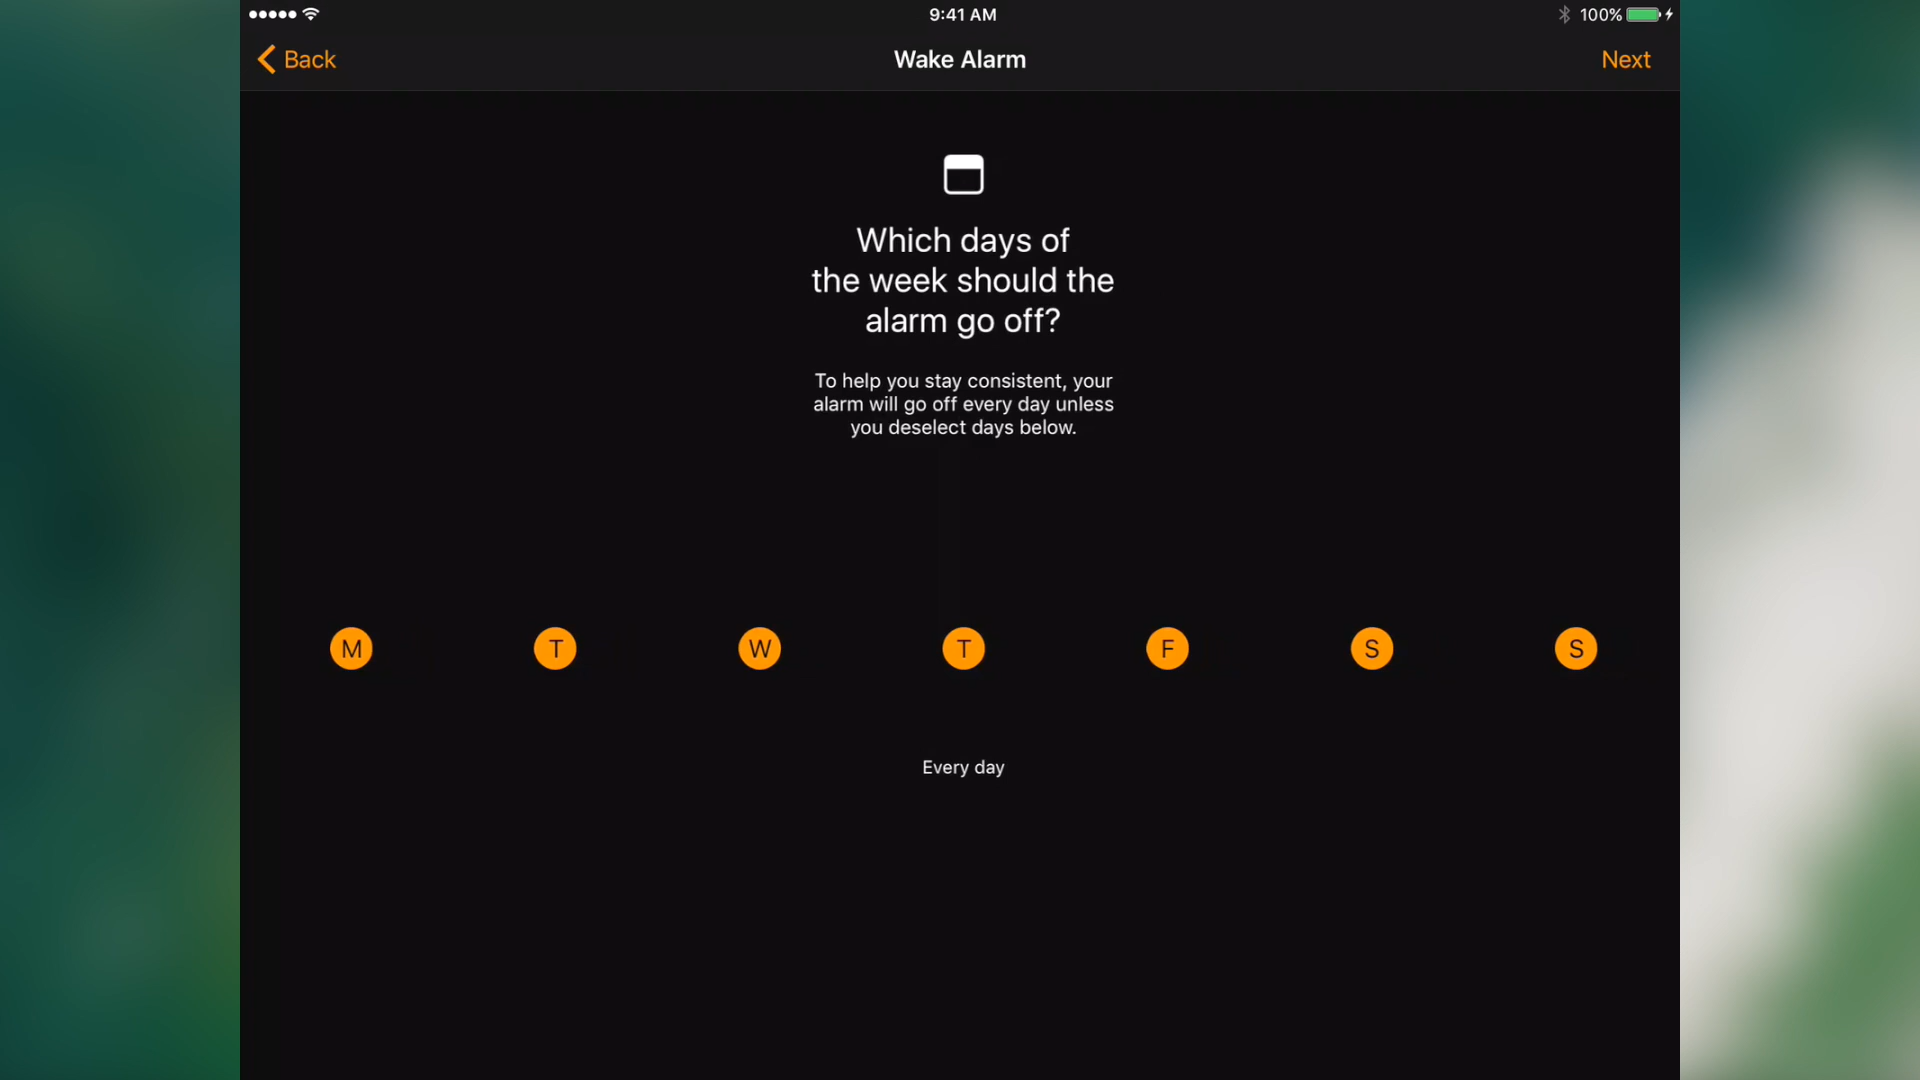 9:41 AM
100%
Back
Wake Alarm
Next
Which days of
the week should the
alarm go off?
To help you stay consistent, your
alarm will go off every day unless
you deselect days below.
M T W T F S S
Every day